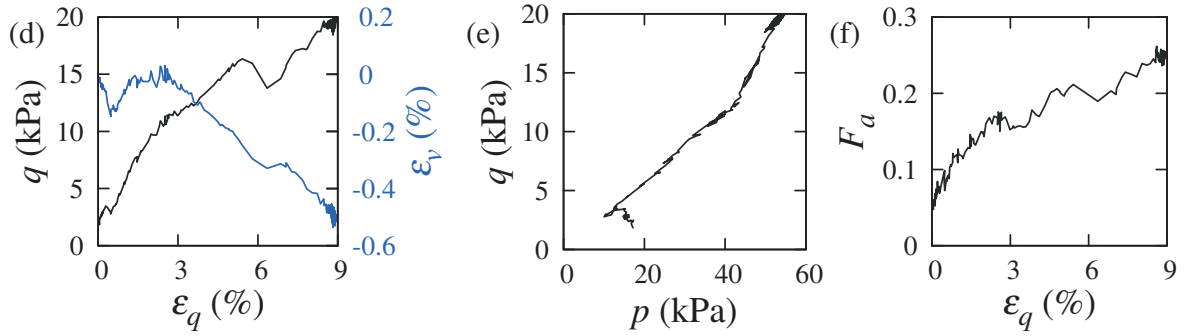 (d)
q (kPa)
20
15
10
5
0
0.2
0
-0.2
-0.4
-0.6
ε_v (%)
0 3 6 9
ε_q (%)
(e)
q (kPa)
20
15
10
5
0
0 20 40 60
p (kPa)
(f)
F_a
0.3
0.2
0.1
0
0 3 6 9
ε_q (%)